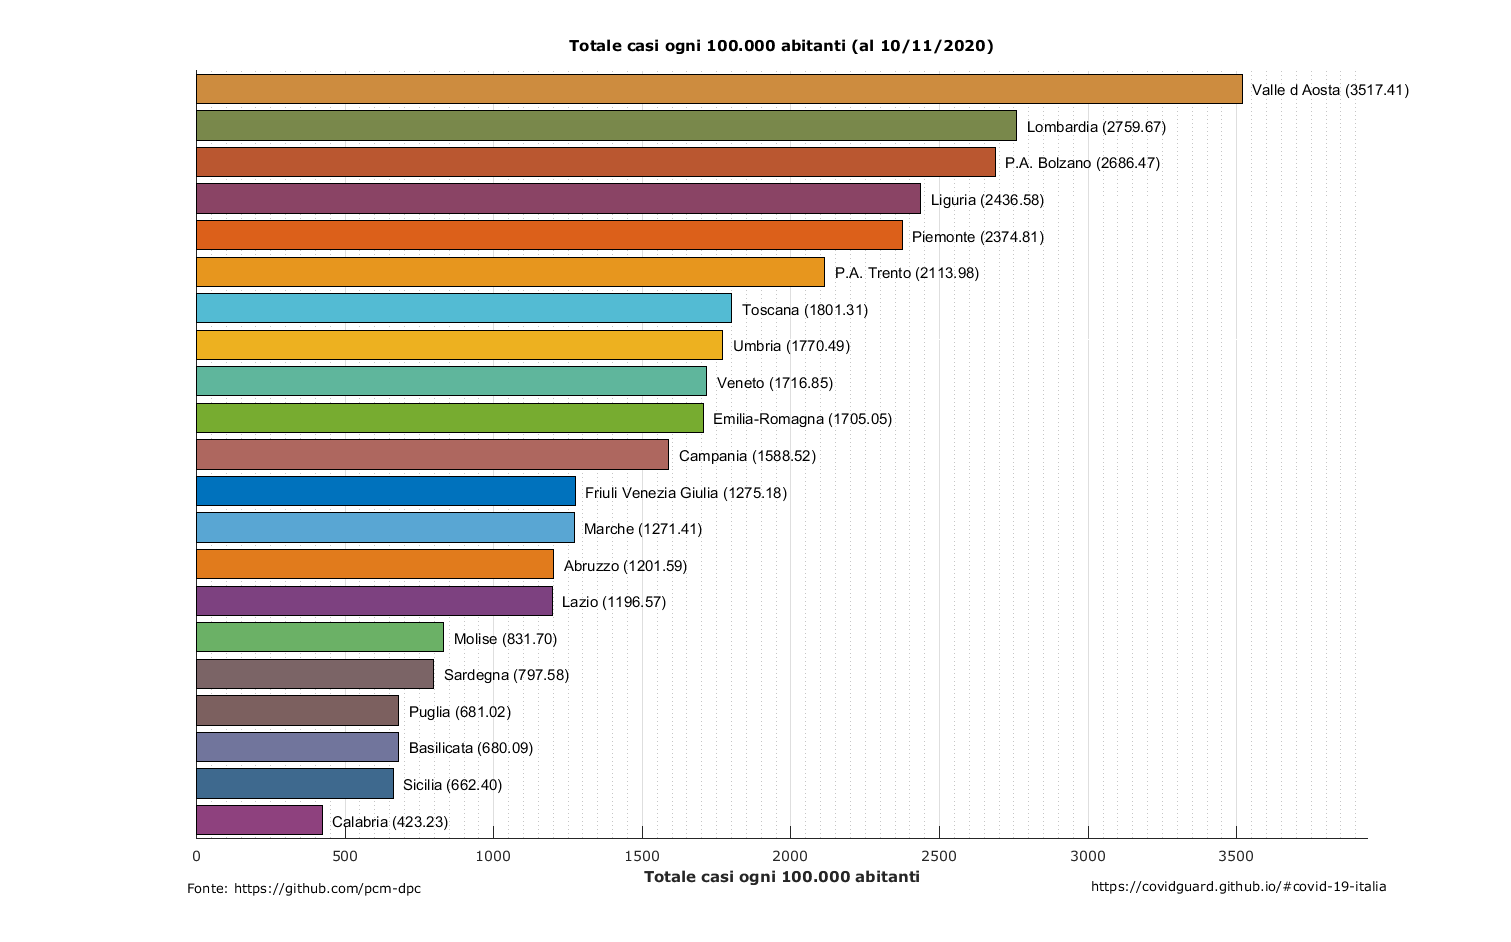 Totale casi ogni 100.000 abitanti (al 10/11/2020)
Valle d Aosta (3517.41)
Lombardia (2759.67)
P.A. Bolzano (2686.47)
Liguria (2436.58)
Piemonte (2374.81)
P.A. Trento (2113.98)
Toscana (1801.31)
Umbria (1770.49)
Veneto (1716.85)
Emilia-Romagna (1705.05)
Campania (1588.52)
Friuli Venezia Giulia (1275.18)
Marche (1271.41)
Abruzzo (1201.59)
Lazio (1196.57)
Molise (831.70)
Sardegna (797.58)
Puglia (681.02)
Basilicata (680.09)
Sicilia (662.40)
Calabria (423.23)
0 500 1000 1500 2000 2500 3000 3500
Totale casi ogni 100.000 abitanti
Fonte: https://github.com/pcm-dpc
https://covidguard.github.io/#covid-19-italia